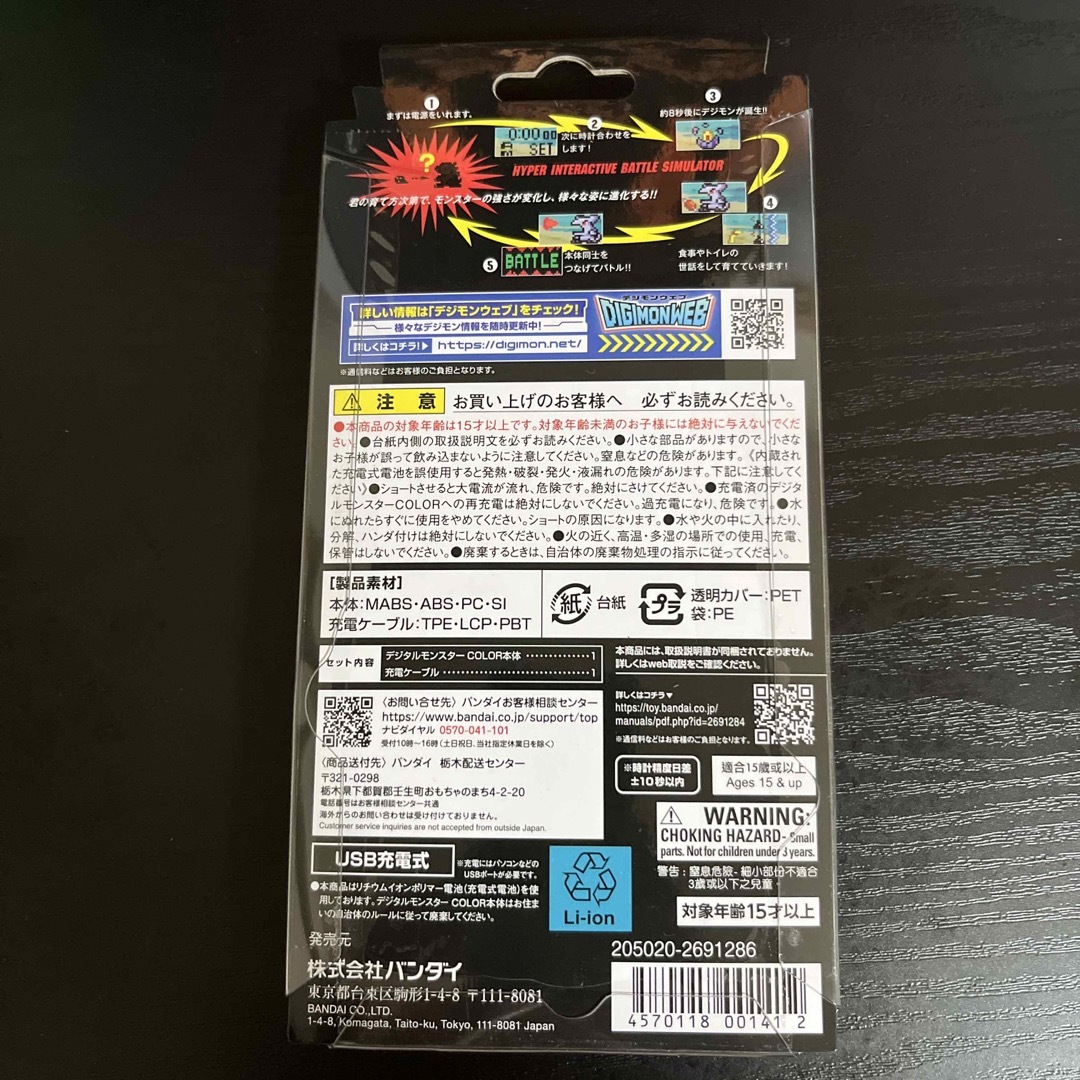 1
まずは電源をいれます。
2
次に時計合わせを
します！
0:00 00
SET
3
約8秒後にデジモンが誕生!!
?
HYPER INTERACTIVE BATTLE SIMULATOR
君の育て方次第で、モンスターの強さが変化し、様々な姿に進化する!!
4
食事やトイレの
世話をして育てていきます！
5
BATTLE
本体同士を
つなげてバトル!!
詳しい情報は「デジモンウェブ」をチェック！
様々なデジモン情報を随時更新中！
詳しくはコチラ！▶ https://digimon.net/
デジモンウェブ
DIGIMONWEB
※通信料などはお客様のご負担となります。
⚠ 注意 お買い上げのお客様へ 必ずお読みください。
●本商品の対象年齢は15才以上です。対象年齢未満のお子様には絶対に与えないでくだ
さい。●台紙内側の取扱説明文を必ずお読みください。●小さな部品がありますので、小さな
お子様が誤って飲み込まないように注意してください。窒息などの危険があります。《内蔵され
た充電式電池を誤使用すると発熱・破裂・発火・液漏れの危険があります。下記に注意してく
ださい》●ショートさせると大電流が流れ、危険です。絶対にさけてください。●充電済のデジタ
ルモンスターCOLORへの再充電は絶対にしないでください。過充電になり、危険です。●水
にぬれたらすぐに使用をやめてください。ショートの原因になります。●水や火の中に入れたり、
分解、ハンダ付けは絶対にしないでください。●火の近く、高温・多湿の場所での使用、充電、
保管はしないでください。●廃棄するときは、自治体の廃棄物処理の指示に従ってください。
［製品素材］
本体：MABS・ABS・PC・SI
充電ケーブル：TPE・LCP・PBT
紙 台紙
プラ
透明カバー：PET
袋：PE
セット内容
デジタルモンスター COLOR本体 ・・・・・・・・・・・・・・1
充電ケーブル ・・・・・・・・・・・・・・・・・・・・・・・・・・・・・1
本商品には、取扱説明書が同梱されておりません。
詳しくはweb取説をご確認ください。
〈お問い合せ先〉バンダイお客様相談センター
https://www.bandai.co.jp/support/top
ナビダイヤル 0570-041-101
受付10時〜16時（土日祝日、当社指定休業日を除く）
〈商品送付先〉バンダイ 栃木配送センター
〒321-0298
栃木県下都賀郡壬生町おもちゃのまち4-2-20
電話番号はお客様相談センター共通
海外からのお問い合わせは受け付けておりません。
Customer service inquiries are not accepted from outside Japan.
詳しくはコチラ▼
https://toy.bandai.co.jp/
manuals/pdf.php?id=2691284
※通信料などはお客様のご負担となります。
※時計精度日差
±10秒以内
適合15歳或以上
Ages 15 & up
⚠ WARNING:
CHOKING HAZARD- Small
parts. Not for children under 3 years.
警告：窒息危險- 細小部份不適合
3歲或以下之兒童。
対象年齢15才以上
USB充電式
※充電にはパソコンなどの
USBポートが必要です。
●本商品はリチウムイオンポリマー電池（充電式電池）を使
用しております。デジタルモンスター COLOR本体はお住ま
いの自治体のルールに従って廃棄してください。
Li-ion
発売元
株式会社バンダイ
東京都台東区駒形1-4-8 〒111-8081
BANDAI CO.,LTD.
1-4-8, Komagata, Taito-ku, Tokyo, 111-8081 Japan
205020-2691286
4570118 00141 2